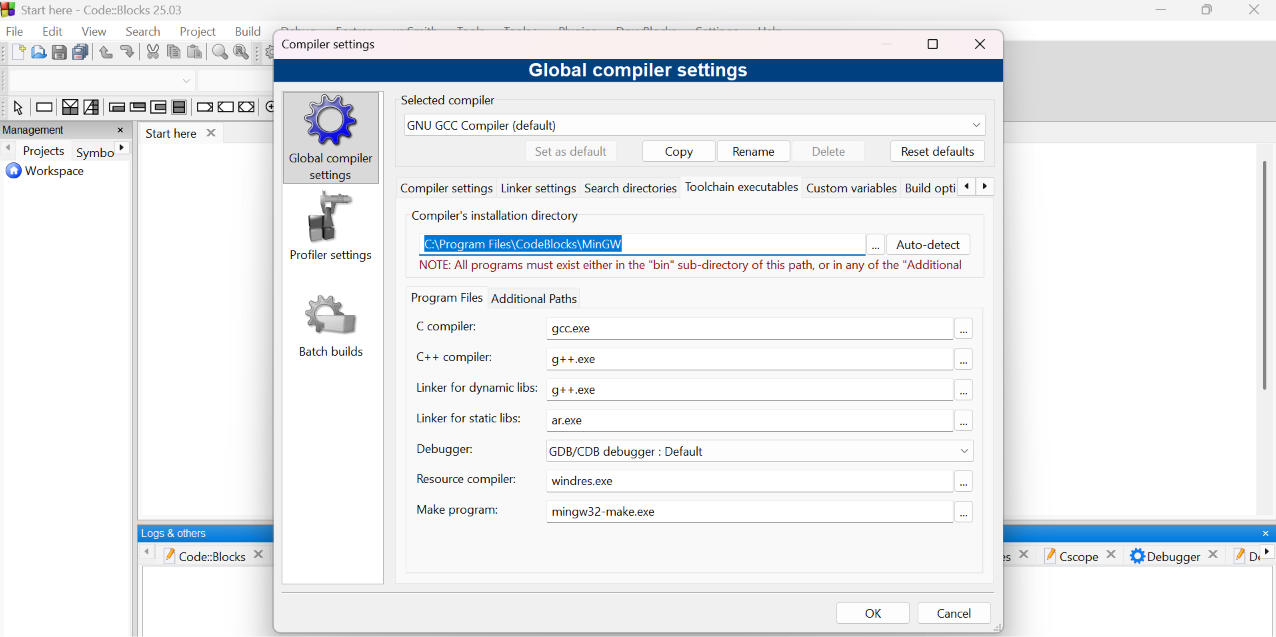 Start here - Code::Blocks 25.03
File Edit View Search Project Build
Compiler settings
Global compiler settings
Management
Projects Symbo
Workspace
Start here
Global compiler
settings
Profiler settings
Batch builds
Selected compiler
GNU GCC Compiler (default)
Set as default Copy Rename Delete Reset defaults
Compiler settings Linker settings Search directories Toolchain executables Custom variables Build opti
Compiler's installation directory
C:\Program Files\CodeBlocks\MinGW ... Auto-detect
NOTE: All programs must exist either in the "bin" sub-directory of this path, or in any of the "Additional
Program Files Additional Paths
C compiler: gcc.exe ...
C++ compiler: g++.exe ...
Linker for dynamic libs: g++.exe ...
Linker for static libs: ar.exe ...
Debugger: GDB/CDB debugger : Default
Resource compiler: windres.exe ...
Make program: mingw32-make.exe ...
OK Cancel
Logs & others
Code::Blocks
es Cscope Debugger